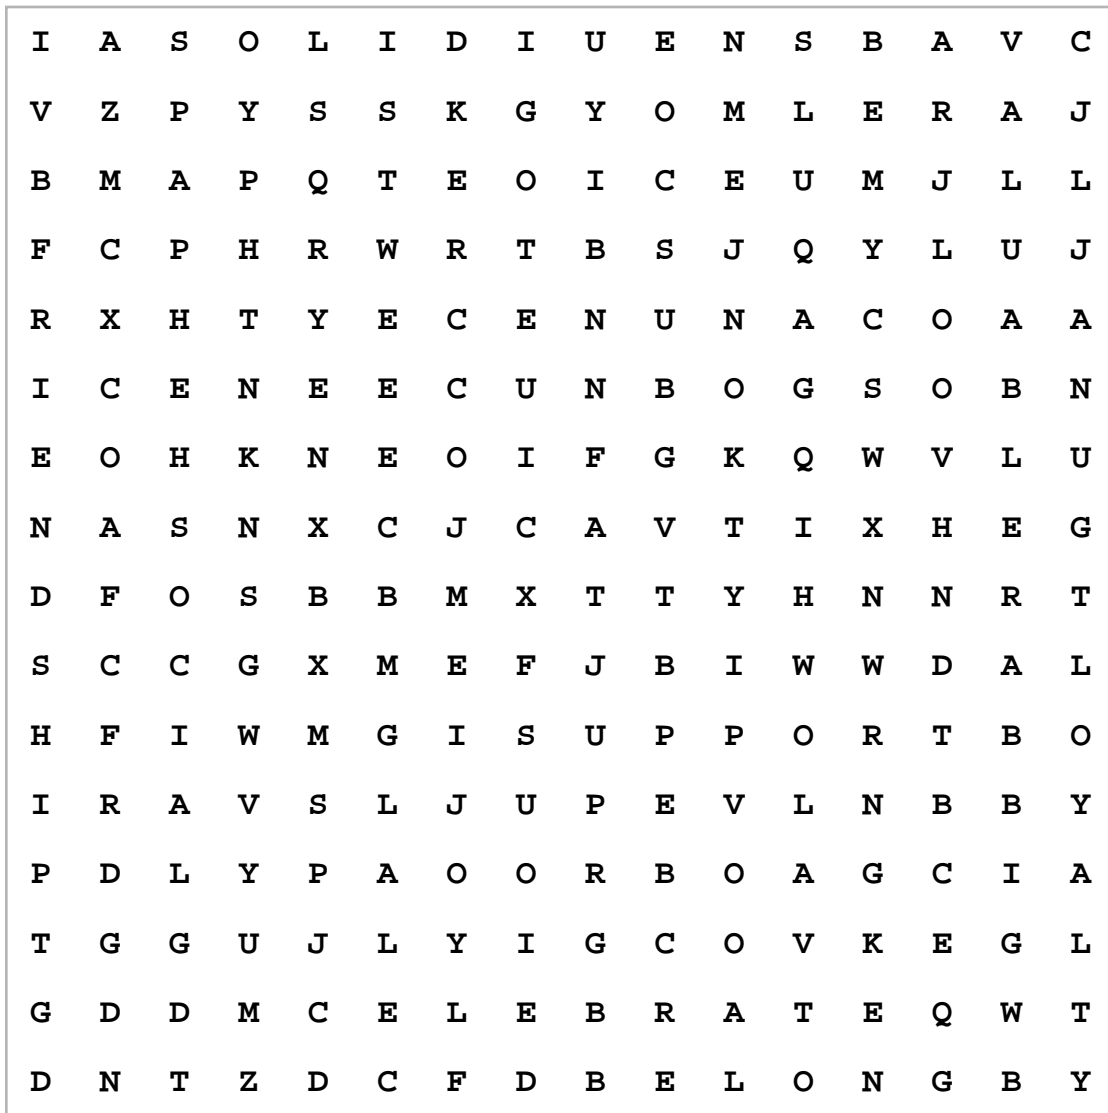 I A S O L I D I U E N S B A V C
V Z P Y S S K G Y O M L E R A J
B M A P Q T E O I C E U M J L L
F C P H R W R T B S J Q Y L U J
R X H T Y E C E N U N A C O A A
I C E N E E C U N B O G S O B N
E O H K N E O I F G K Q W V L U
N A S N X C J C A V T I X H E G
D F O S B B M X T T Y H N N R T
S C C G X M E F J B I W W D A L
H F I W M G I S U P P O R T B O
I R A V S L J U P E V L N B B Y
P D L Y P A O O R B O A G C I A
T G G U J L Y I G C O V K E G L
G D D M C E L E B R A T E Q W T
D N T Z D C F D B E L O N G B Y